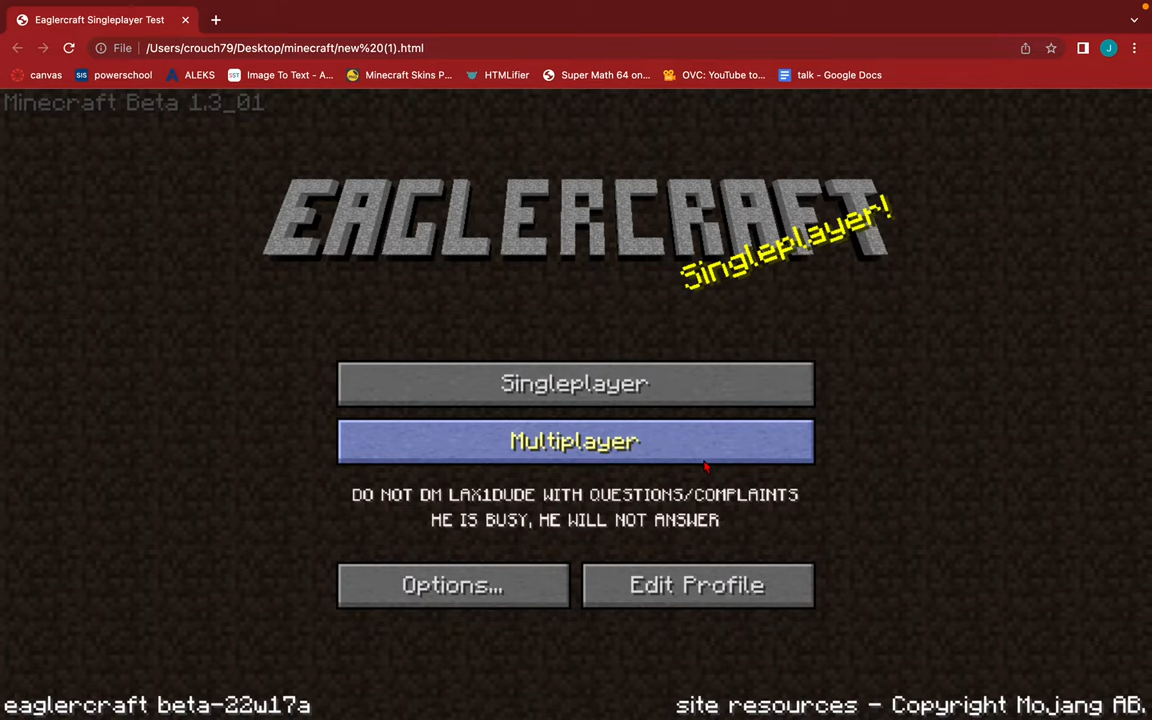 Eaglercraft Singleplayer Test
File /Users/crouch79/Desktop/minecraft/new%20(1).html
J
canvas SIS powerschool ALEKS SST Image To Text - A... Minecraft Skins P... HTMLifier Super Math 64 on... OVC: YouTube to... talk - Google Docs
Minecraft Beta 1.3_01
EAGLERCRAFT
Singleplayer!
Singleplayer
Multiplayer
DO NOT DM LAX1DUDE WITH QUESTIONS/COMPLAINTS
HE IS BUSY, HE WILL NOT ANSWER
Options... Edit Profile
eaglercraft beta-22w17a site resources - Copyright Mojang AB.